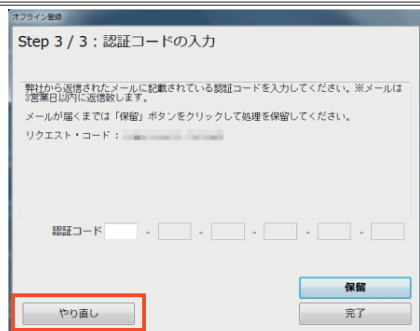 オフライン登録
Step 3 / 3：認証コードの入力
弊社から返信されたメールに記載されている認証コードを入力してください。※メールは
3営業日以内に返信致します。
メールが届くまでは「保留」ボタンをクリックして処理を保留してください。
リクエスト・コード：
認証コード - - - - -
保留
やり直し 完了